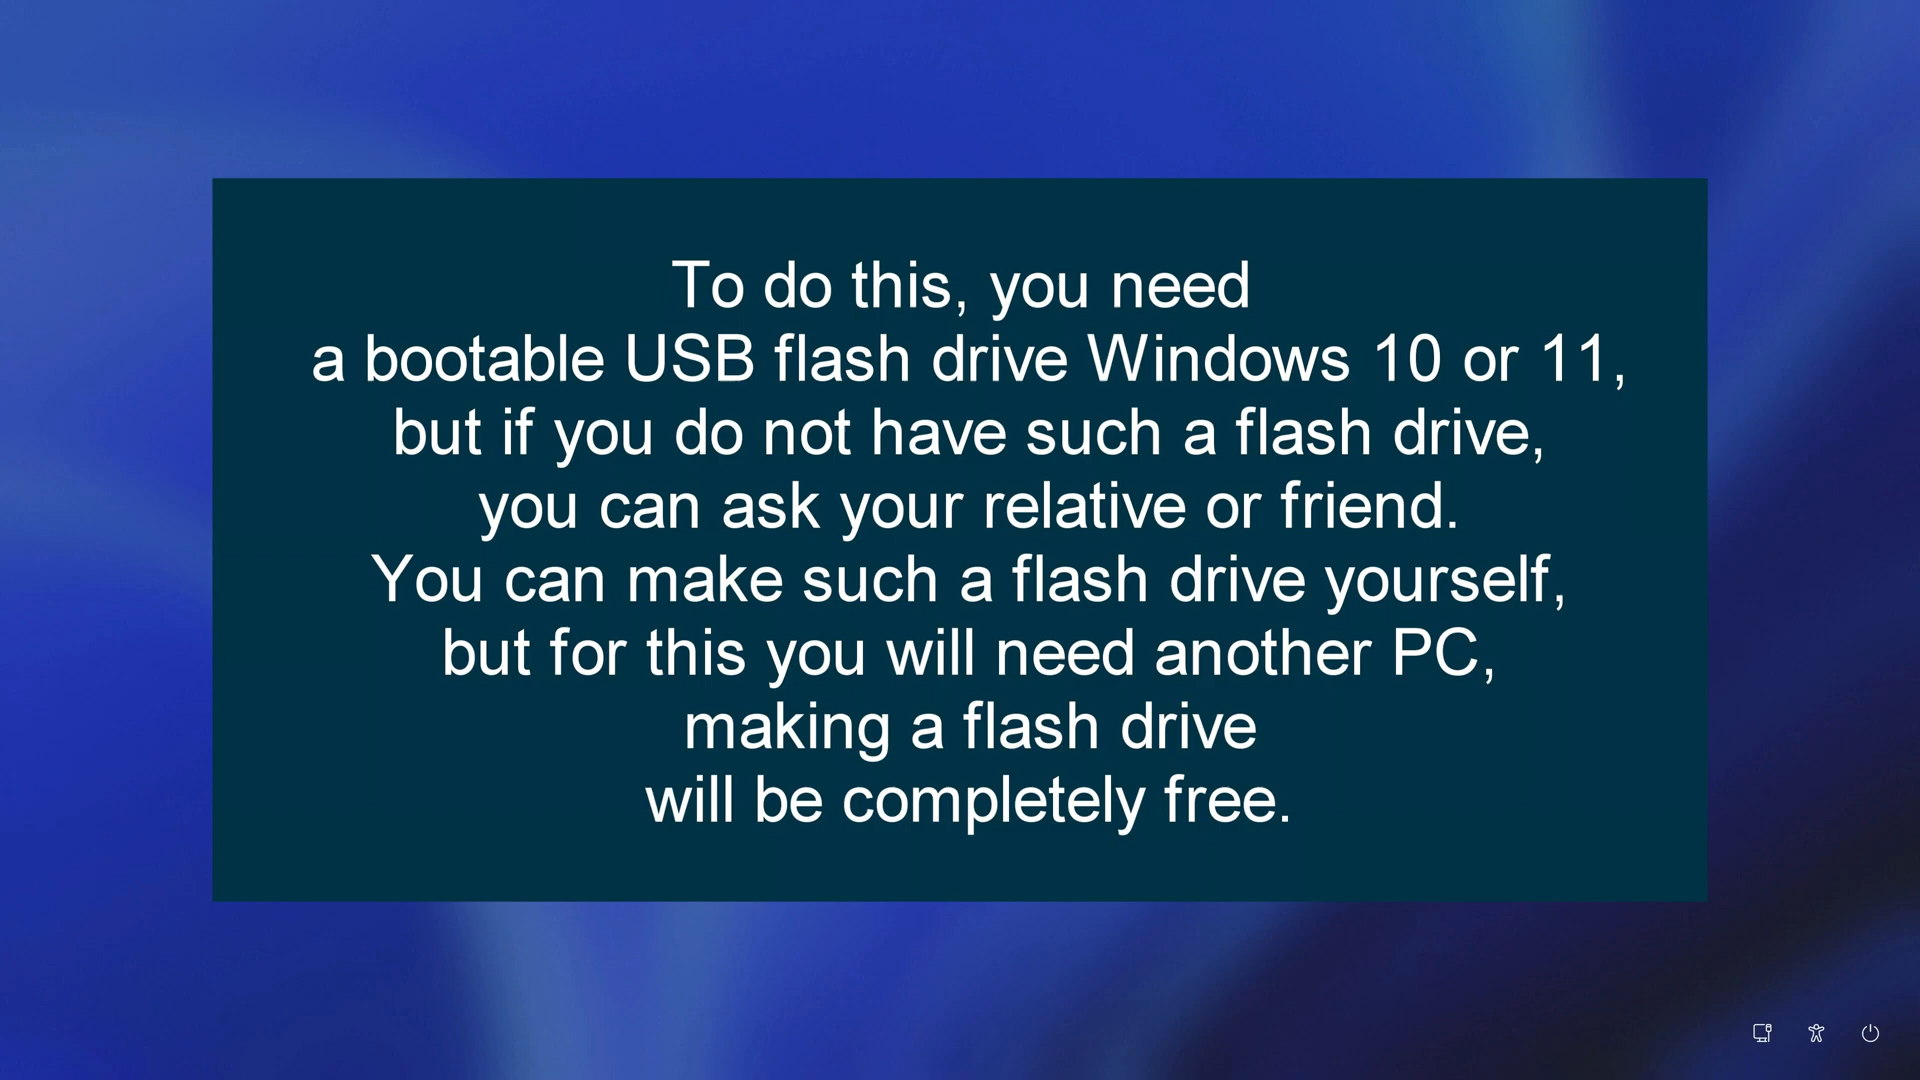 To do this, you need
a bootable USB flash drive Windows 10 or 11,
but if you do not have such a flash drive,
you can ask your relative or friend.
You can make such a flash drive yourself,
but for this you will need another PC,
making a flash drive
will be completely free.